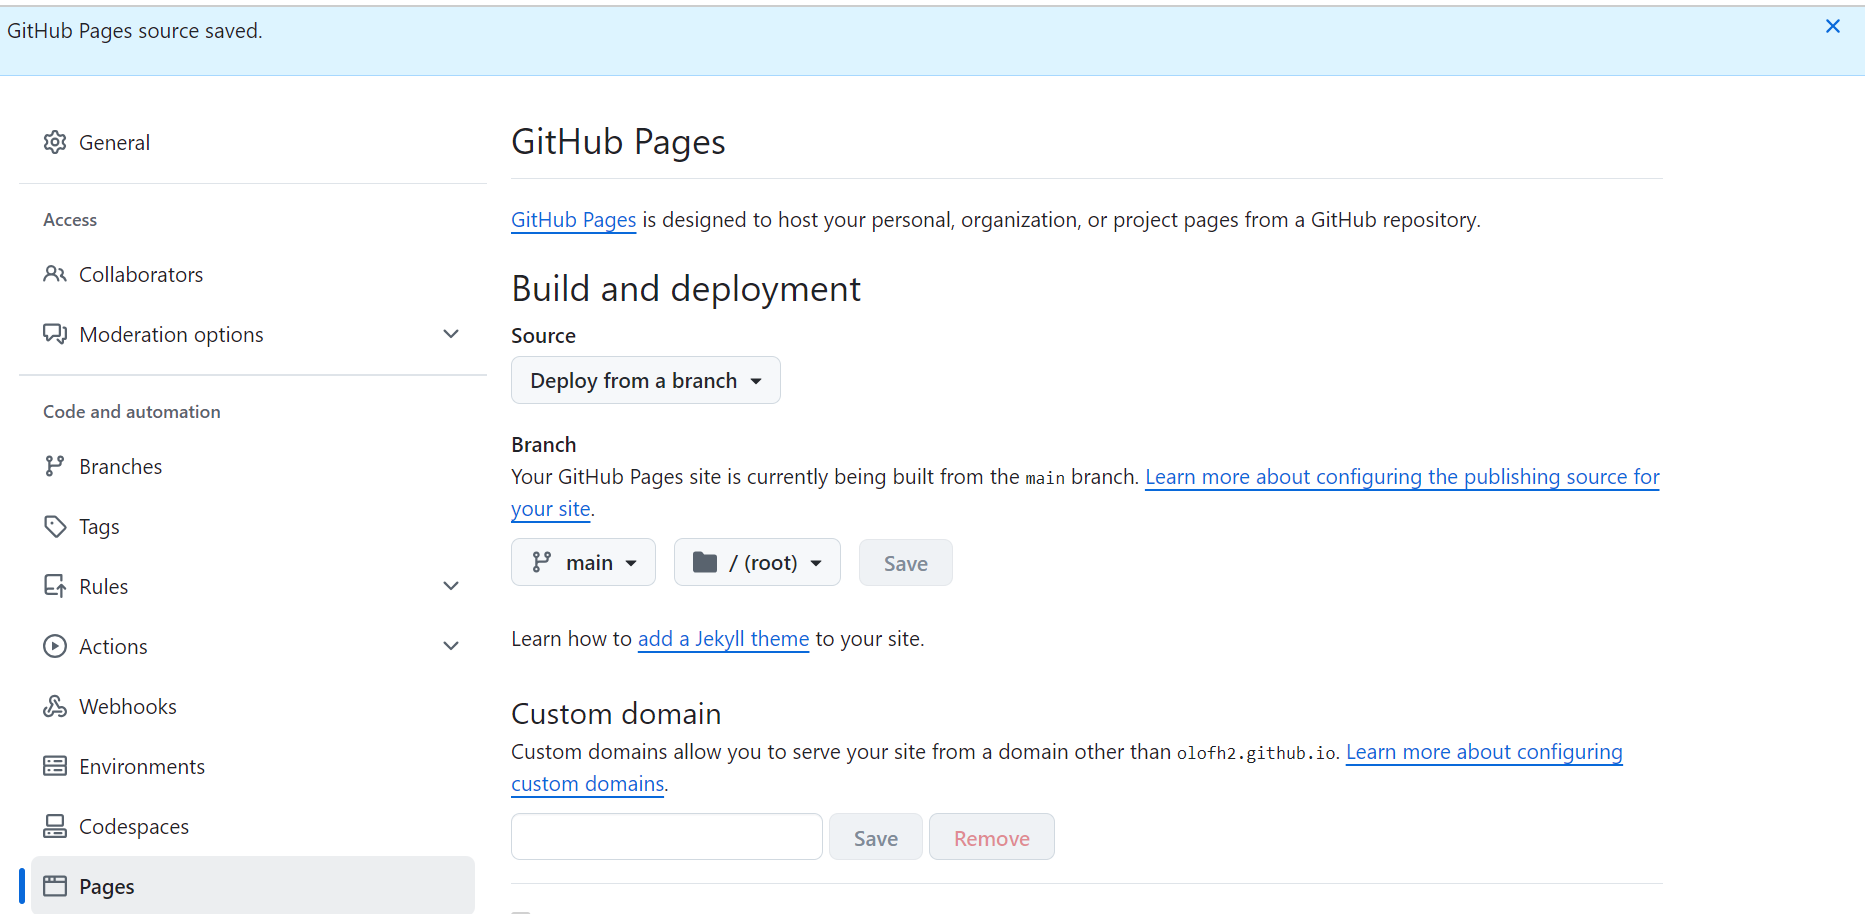 GitHub Pages source saved.
General
Access
Collaborators
Moderation options
Code and automation
Branches
Tags
Rules
Actions
Webhooks
Environments
Codespaces
Pages
GitHub Pages
GitHub Pages is designed to host your personal, organization, or project pages from a GitHub repository.
Build and deployment
Source
Deploy from a branch
Branch
Your GitHub Pages site is currently being built from the main branch. Learn more about configuring the publishing source for
your site.
main / (root) Save
Learn how to add a Jekyll theme to your site.
Custom domain
Custom domains allow you to serve your site from a domain other than olofh2.github.io. Learn more about configuring
custom domains.
Save Remove